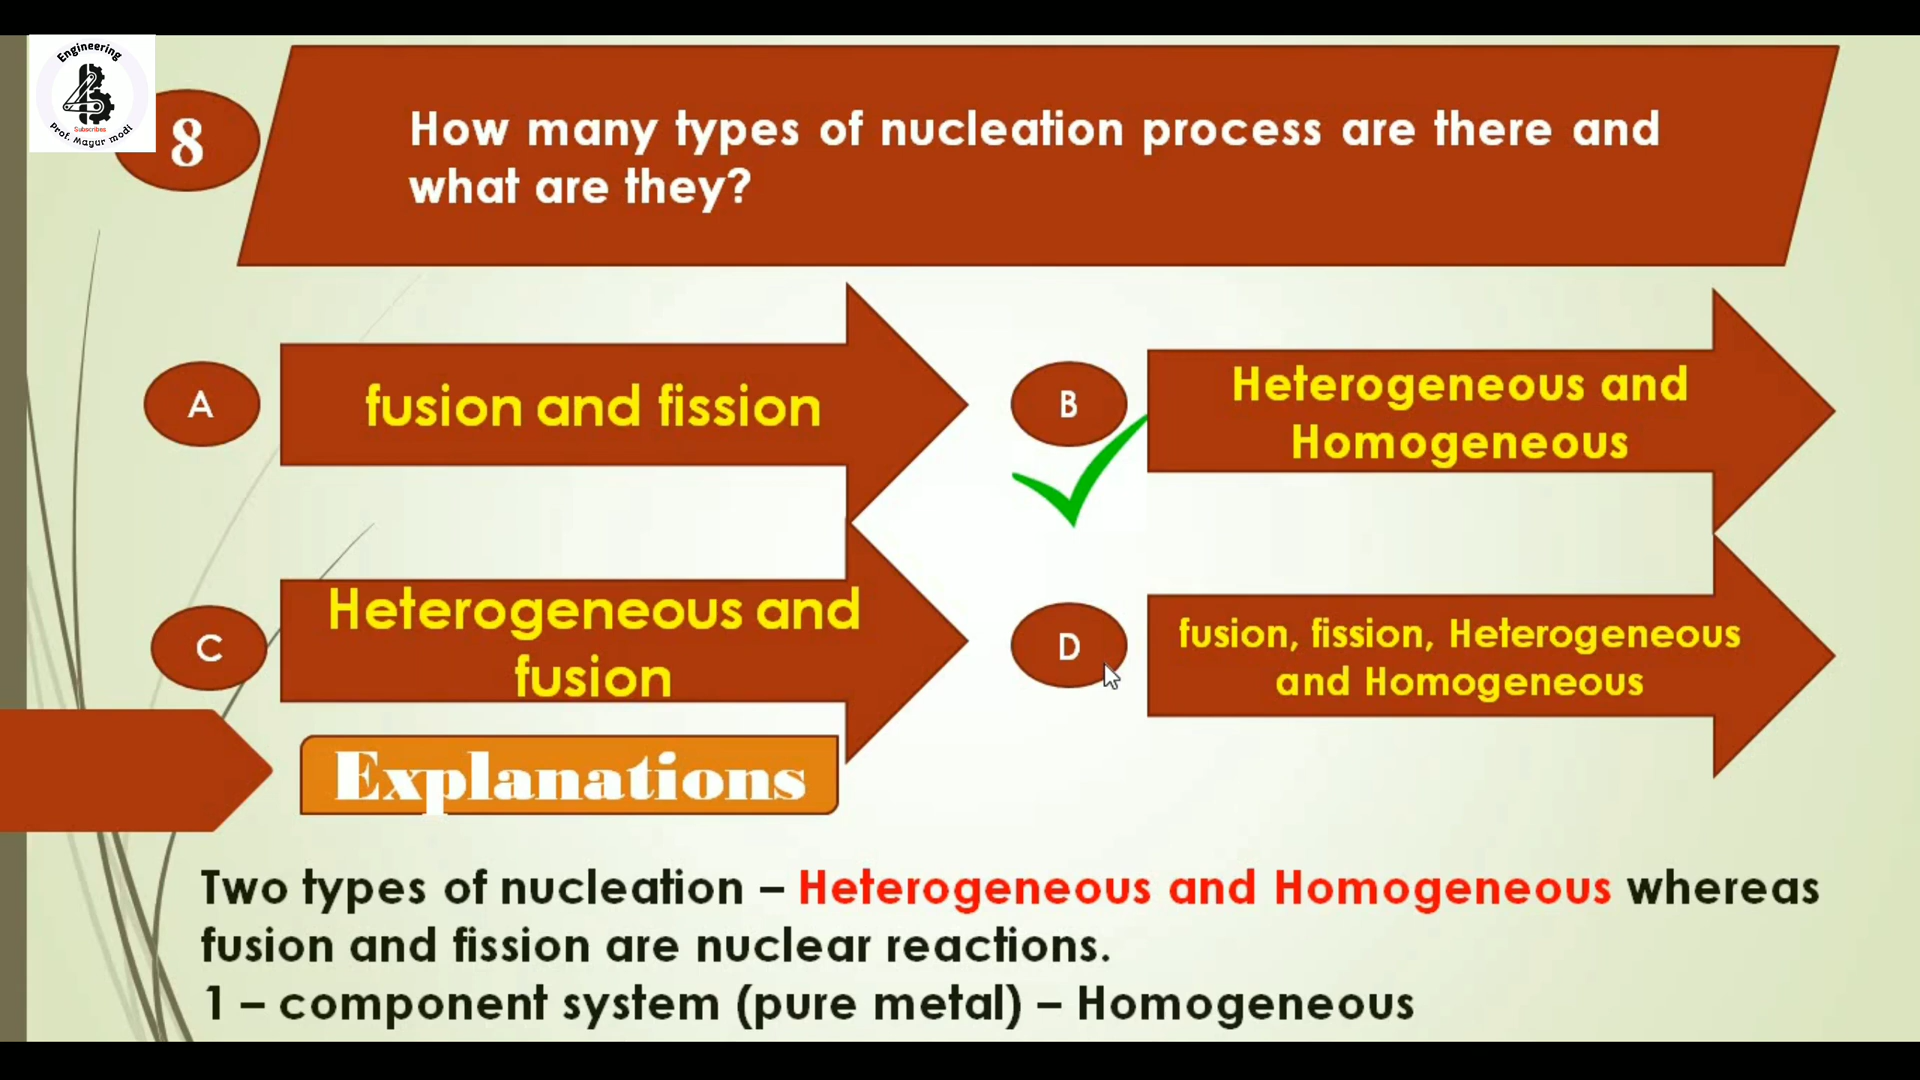 Engineering
Subscribes
Prof. Mayur modi
8
How many types of nucleation process are there and
what are they?
A
fusion and fission
B
Heterogeneous and
Homogeneous
C
Heterogeneous and
fusion
D
fusion, fission, Heterogeneous
and Homogeneous
Explanations
Two types of nucleation – Heterogeneous and Homogeneous whereas
fusion and fission are nuclear reactions.
1 – component system (pure metal) – Homogeneous